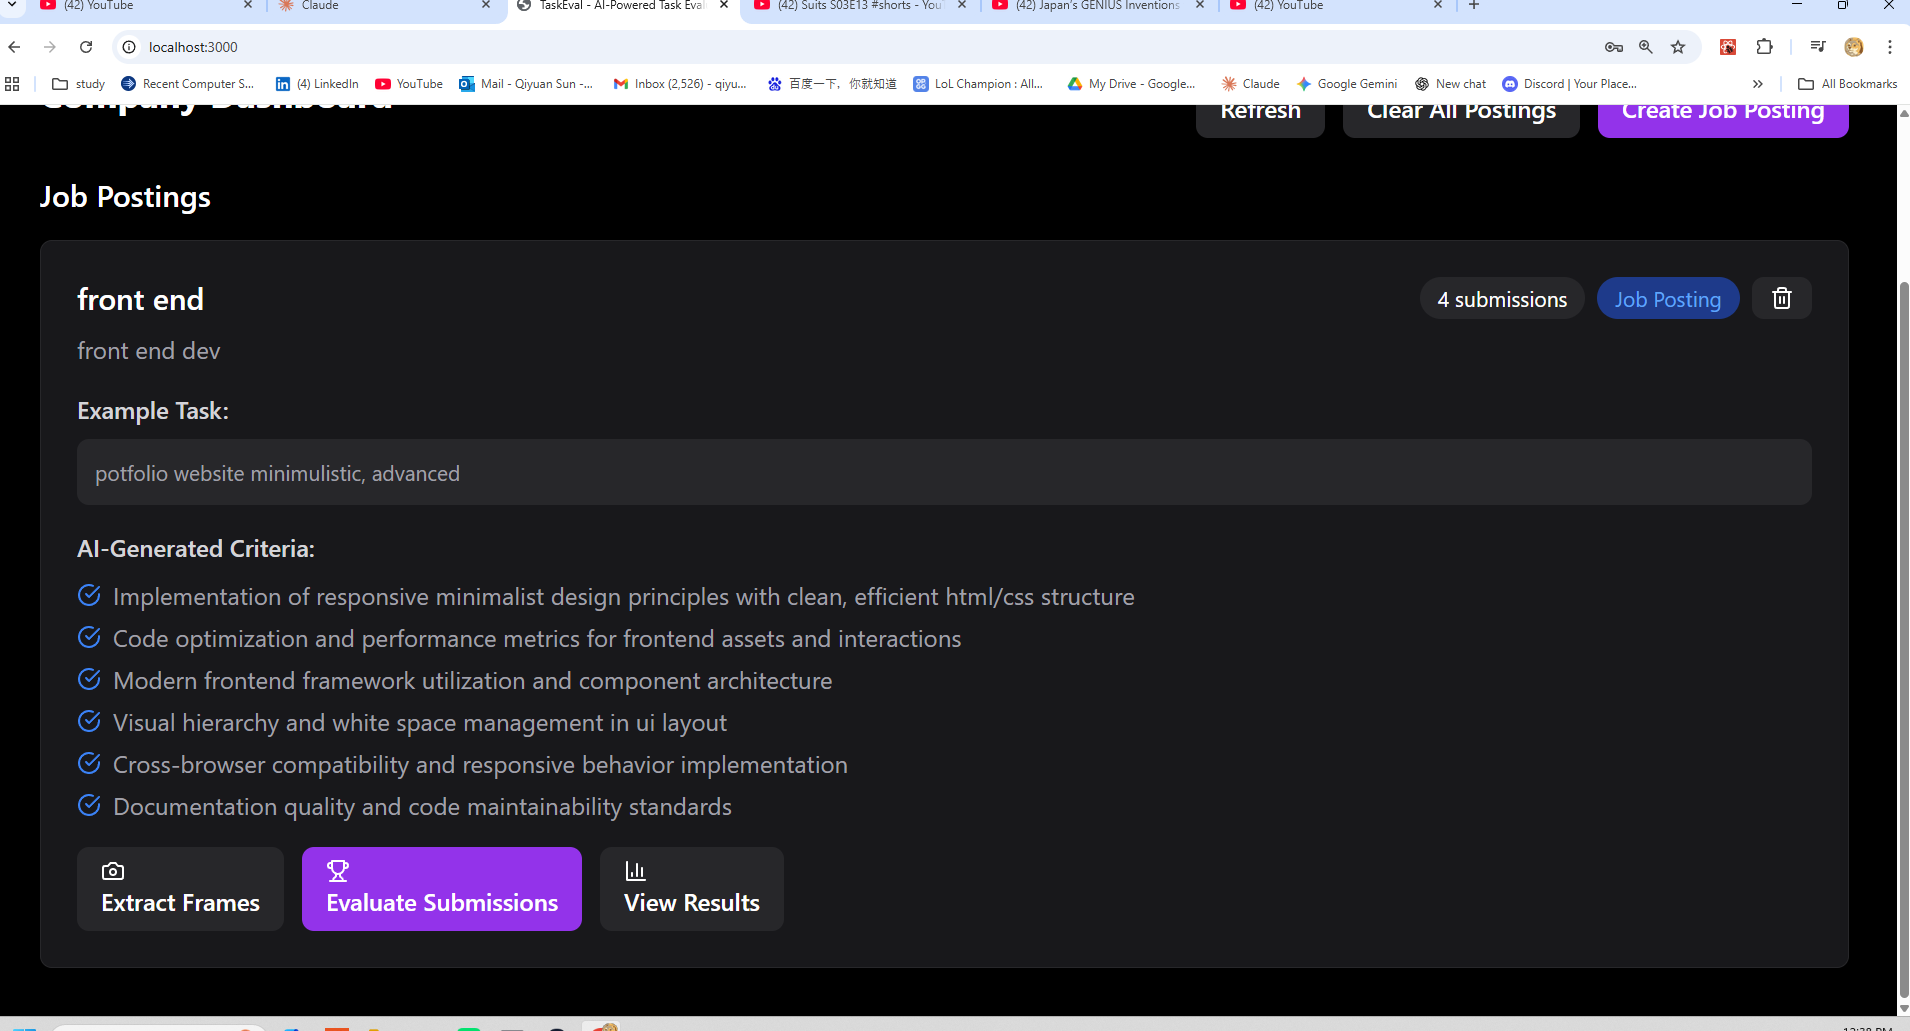 (42) YouTube
Claude
TaskEval - AI-Powered Task Eval
(42) Suits S03E13 #shorts - YouT
(42) Japan's GENIUS Inventions
(42) YouTube
localhost:3000
study
Recent Computer S...
(4) LinkedIn
YouTube
Mail - Qiyuan Sun -...
Inbox (2,526) - qiyu...
百度一下，你就知道
LoL Champion : All...
My Drive - Google...
Claude
Google Gemini
New chat
Discord | Your Place...
All Bookmarks
Company Dashboard
Refresh
Clear All Postings
Create Job Posting
Job Postings
front end
4 submissions
Job Posting
front end dev
Example Task:
potfolio website minimulistic, advanced
AI-Generated Criteria:
Implementation of responsive minimalist design principles with clean, efficient html/css structure
Code optimization and performance metrics for frontend assets and interactions
Modern frontend framework utilization and component architecture
Visual hierarchy and white space management in ui layout
Cross-browser compatibility and responsive behavior implementation
Documentation quality and code maintainability standards
Extract Frames
Evaluate Submissions
View Results
12:38 PM